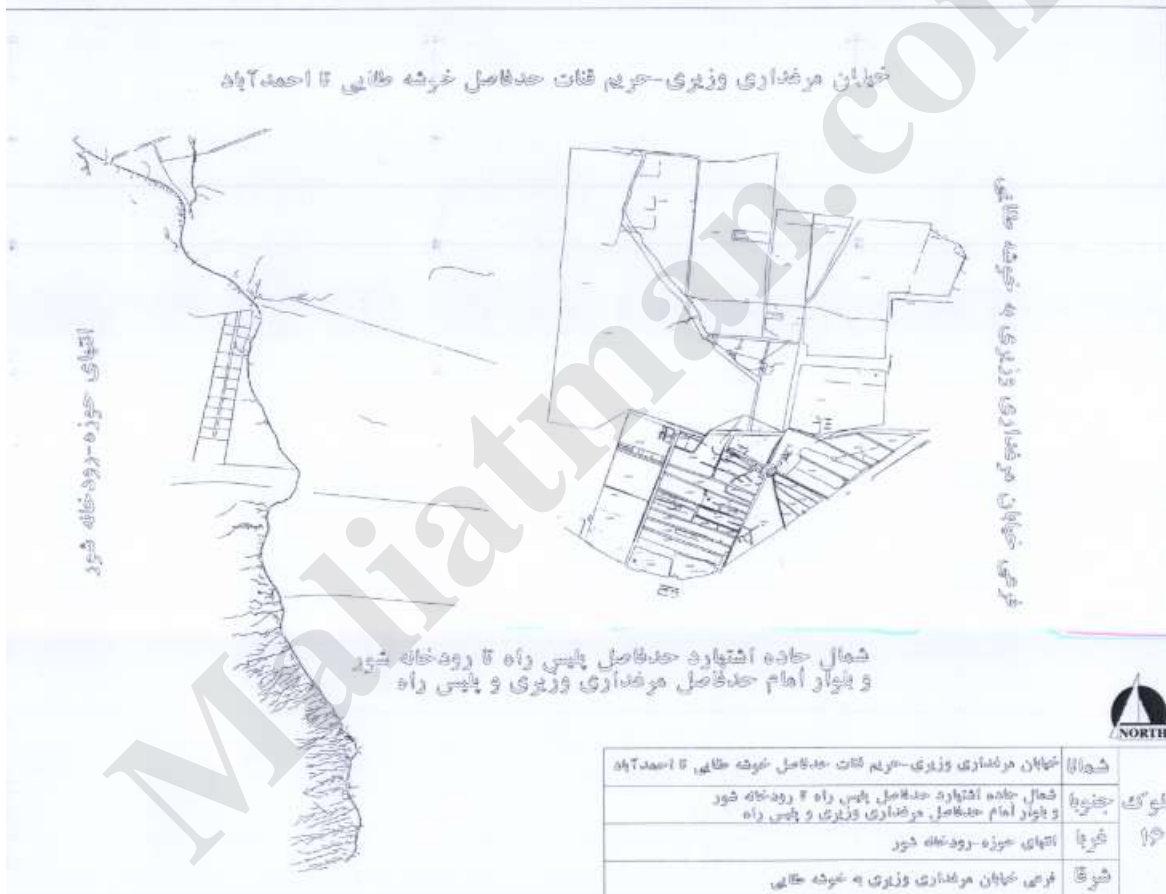 خیابان مرغداری وزیری-حریم قنات حدفاصل خوشه طلایی تا احمدآباد
فرعی خیابان مرغداری وزیری به خوشه طلایی
انتهای حوزه-رودخانه شور
شمال جاده اشتهارد حدفاصل پلیس راه تا رودخانه شور
و بلوار امام حدفاصل مرغداری وزیری و پلیس راه
NORTH
بلوک ۱۶
شمالا خیابان مرغداری وزیری-حریم قنات حدفاصل خوشه طلایی تا احمدآباد
جنوبا شمال جاده اشتهارد حدفاصل پلیس راه تا رودخانه شور
و بلوار امام حدفاصل مرغداری وزیری و پلیس راه
غربا انتهای حوزه-رودخانه شور
شرقا فرعی خیابان مرغداری وزیری به خوشه طلایی
Maliatman.com